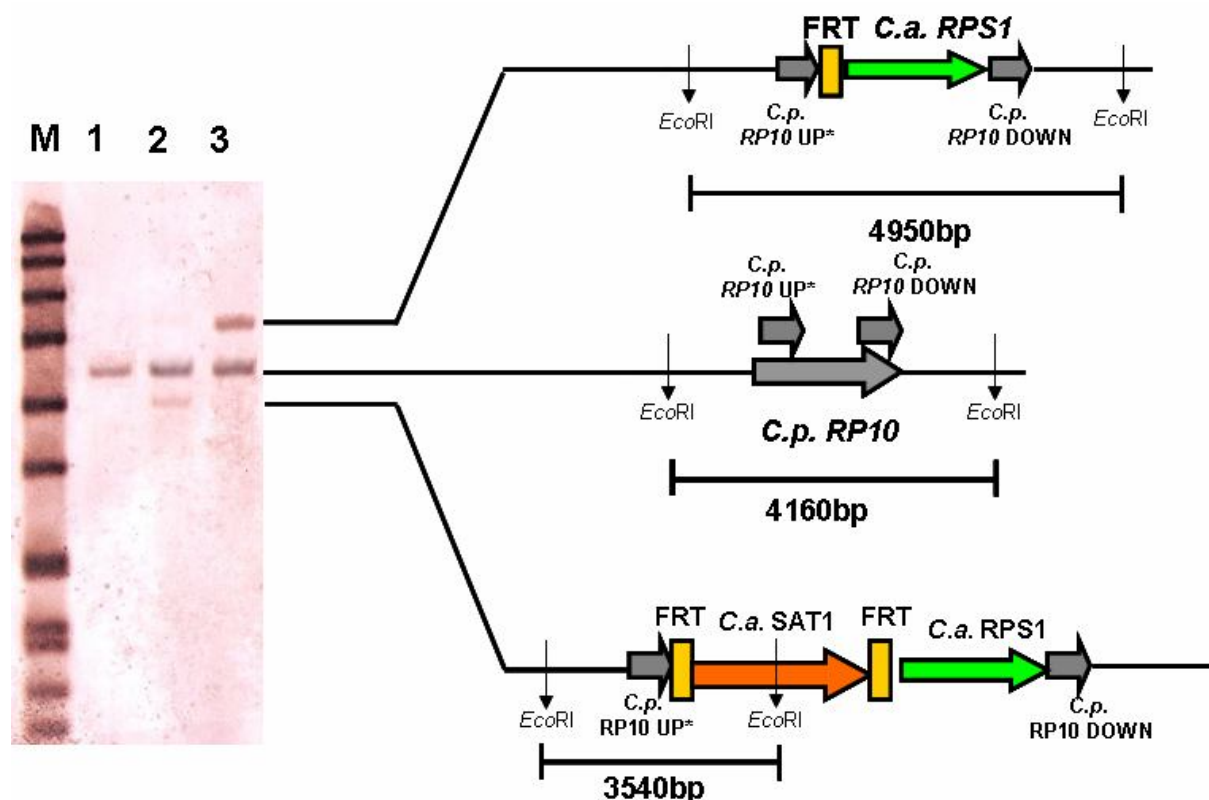 FRT C.a. RPS1
EcoRI
C.p.
RP10 UP*
C.p.
RP10 DOWN
EcoRI
4950bp
M 1 2 3
C.p.
RP10 UP*
C.p.
RP10 DOWN
EcoRI
EcoRI
C.p. RP10
4160bp
FRT C.a. SAT1 FRT C.a. RPS1
EcoRI
C.p.
RP10 UP*
EcoRI
C.p.
RP10 DOWN
3540bp